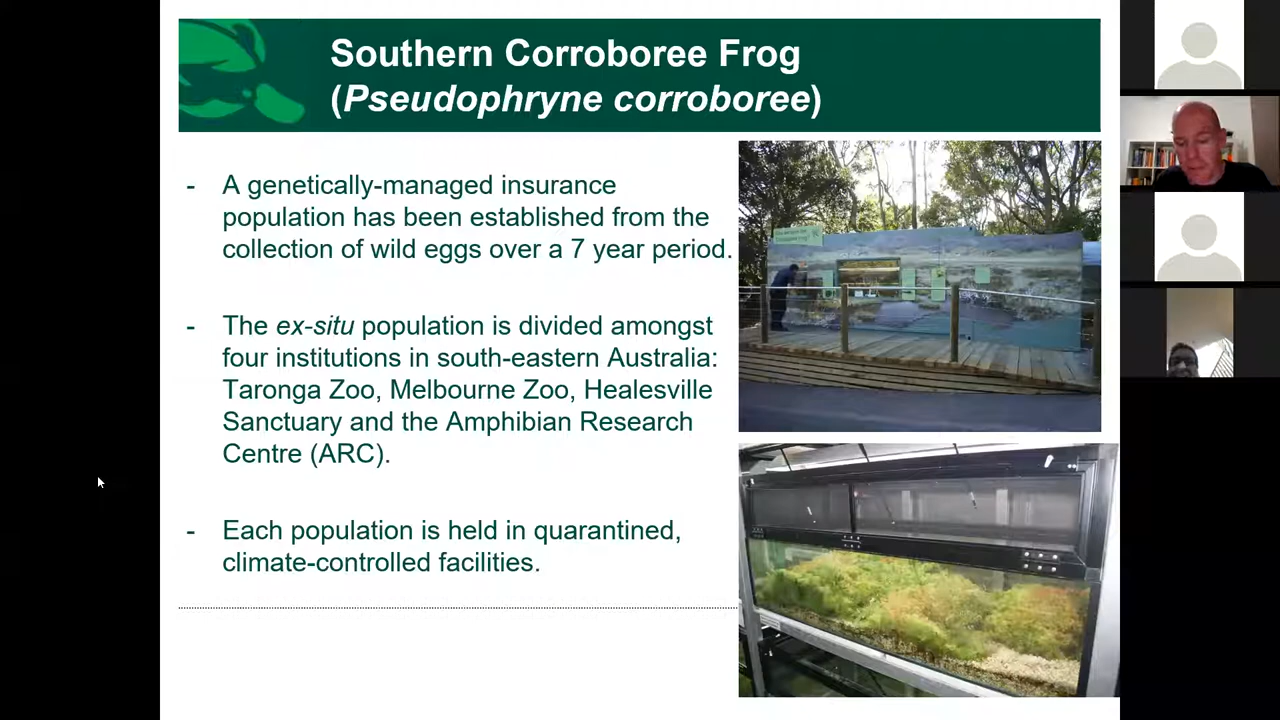 Southern Corroboree Frog
(Pseudophryne corroboree)
- A genetically-managed insurance
population has been established from the
collection of wild eggs over a 7 year period.
- The ex-situ population is divided amongst
four institutions in south-eastern Australia:
Taronga Zoo, Melbourne Zoo, Healesville
Sanctuary and the Amphibian Research
Centre (ARC).
- Each population is held in quarantined,
climate-controlled facilities.